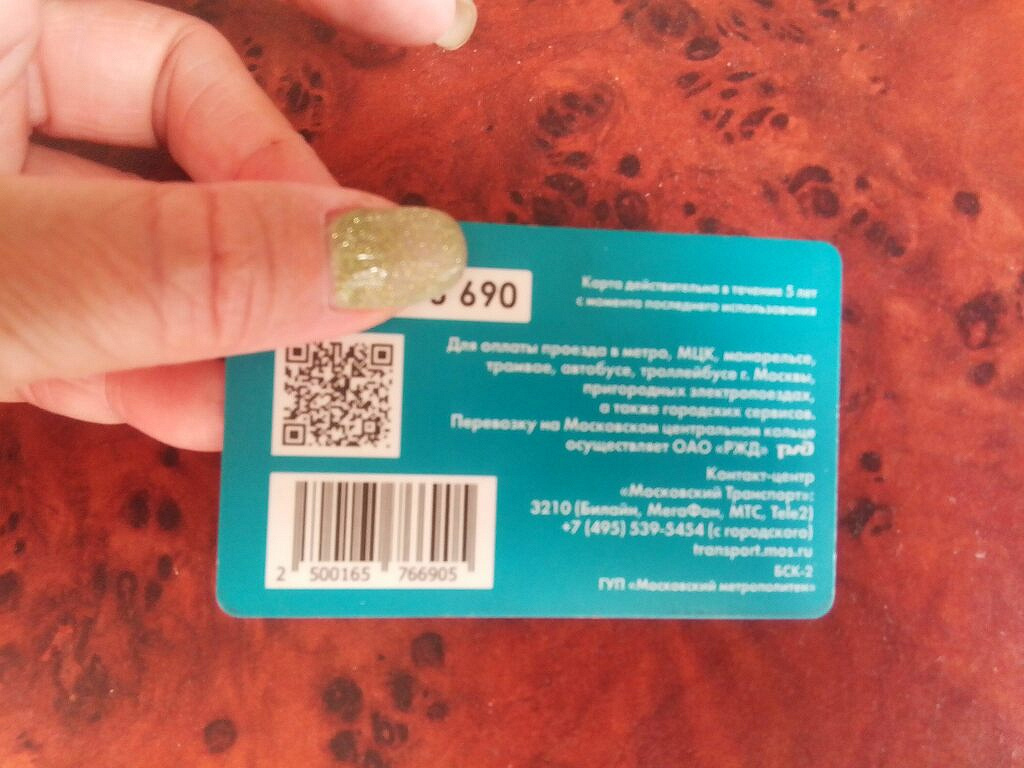 690
Карта действительна в течение 5 лет
с момента последнего использования
Для оплаты проезда в метро, МЦК, монорельсе,
трамвае, автобусе, троллейбусе г. Москвы,
пригородных электропоездах,
а также городских сервисов.
Перевозку на Московском центральном кольце
осуществляет ОАО «РЖД» РЖД
Контакт-центр
«Московский Транспорт»:
3210 (Билайн, МегаФон, МТС, Tele2)
+7 (495) 539-5454 (с городского)
transport.mos.ru
БСК-2
ГУП «Московский метрополитен»
2 500165 766905